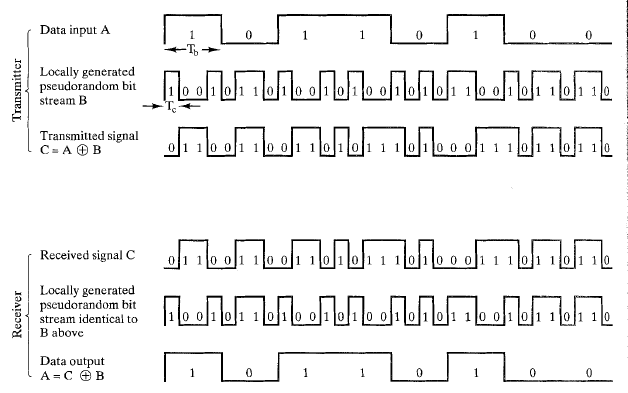 Transmitter
Data input A
1 0 1 1 0 1 0 0
T_b
Locally generated
pseudorandom bit
stream B
1 0 0 1 0 1 1 0 1 0 0 1 0 1 0 0 1 0 1 0 1 1 0 0 1 0 1 1 0 1 1 0
T_c
Transmitted signal
C = A ⊕ B
0 1 1 0 0 1 1 0 0 1 1 0 1 0 1 1 1 0 1 0 0 0 1 1 1 0 1 1 0 1 1 0
Receiver
Received signal C
0 1 1 0 0 1 1 0 0 1 1 0 1 0 1 1 1 0 1 0 0 0 1 1 1 0 1 1 0 1 1 0
Locally generated
pseudorandom bit
stream identical to
B above
1 0 0 1 0 1 1 0 1 0 0 1 0 1 0 0 1 0 1 0 1 1 0 0 1 0 1 1 0 1 1 0
Data output
A = C ⊕ B
1 0 1 1 0 1 0 0